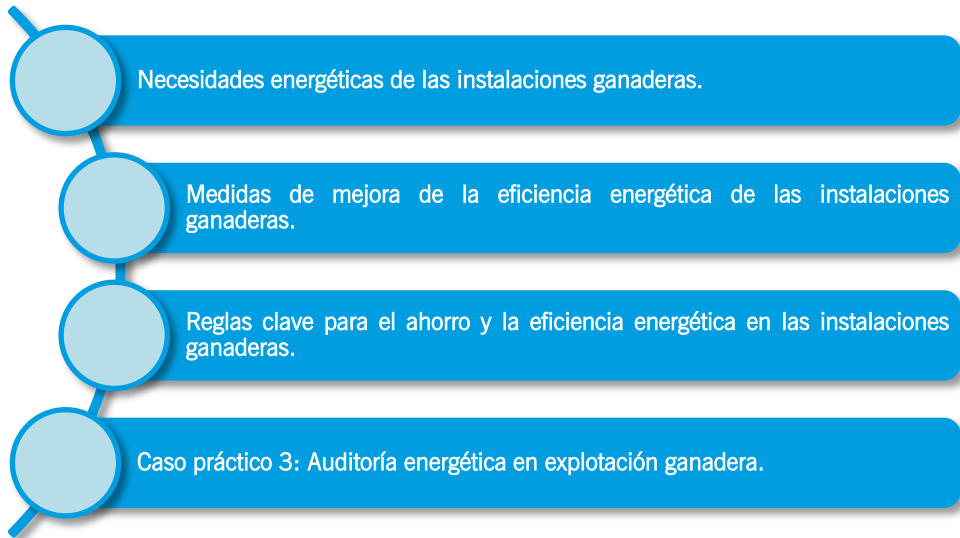 Necesidades energéticas de las instalaciones ganaderas.
Medidas de mejora de la eficiencia energética de las instalaciones
ganaderas.
Reglas clave para el ahorro y la eficiencia energética en las instalaciones
ganaderas.
Caso práctico 3: Auditoría energética en explotación ganadera.